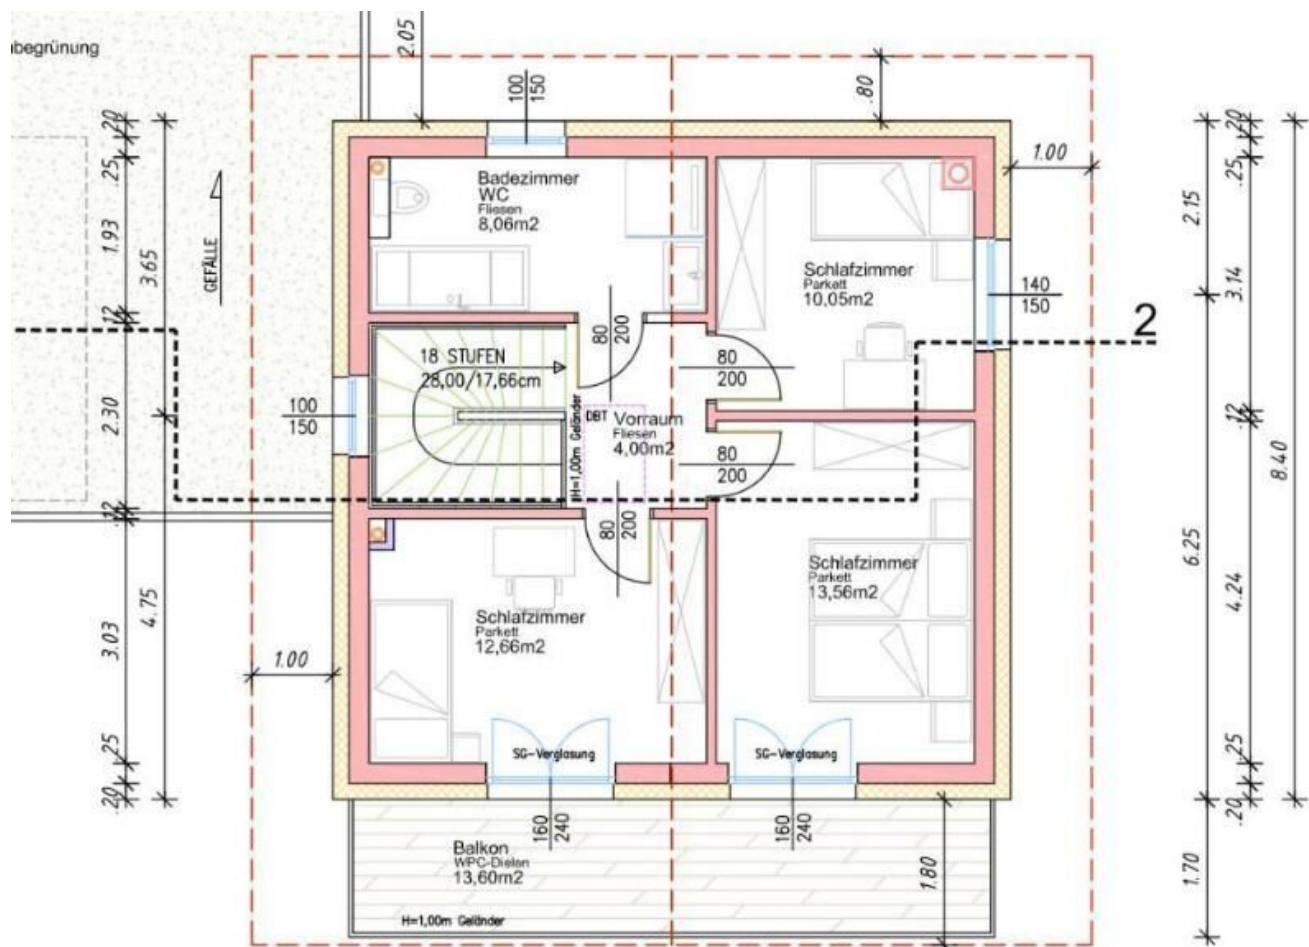 nbegrünung
2.05
100
150
.80
.20
.25
1.93
.12
2.30
.12
3.03
.25
.20
3.65
4.75
GEFÄLLE
1.00
Badezimmer
WC
Fliesen
8,06m2
Schlafzimmer
Parkett
10,05m2
140
150
1.00
2
80
200
18 STUFEN
28,00/17,66cm
80
200
100
150
H=1,00m Geländer
DBT
Vorraum
Fliesen
4,00m2
80
200
80
200
Schlafzimmer
Parkett
13,56m2
Schlafzimmer
Parkett
12,66m2
1.00
SG-Verglasung
SG-Verglasung
160
240
160
240
Balkon
WPC-Dielen
13,60m2
H=1,00m Geländer
1.80
2.15
6.25
1.70
.20
.25
3.14
.12
4.24
.25
.20
8.40